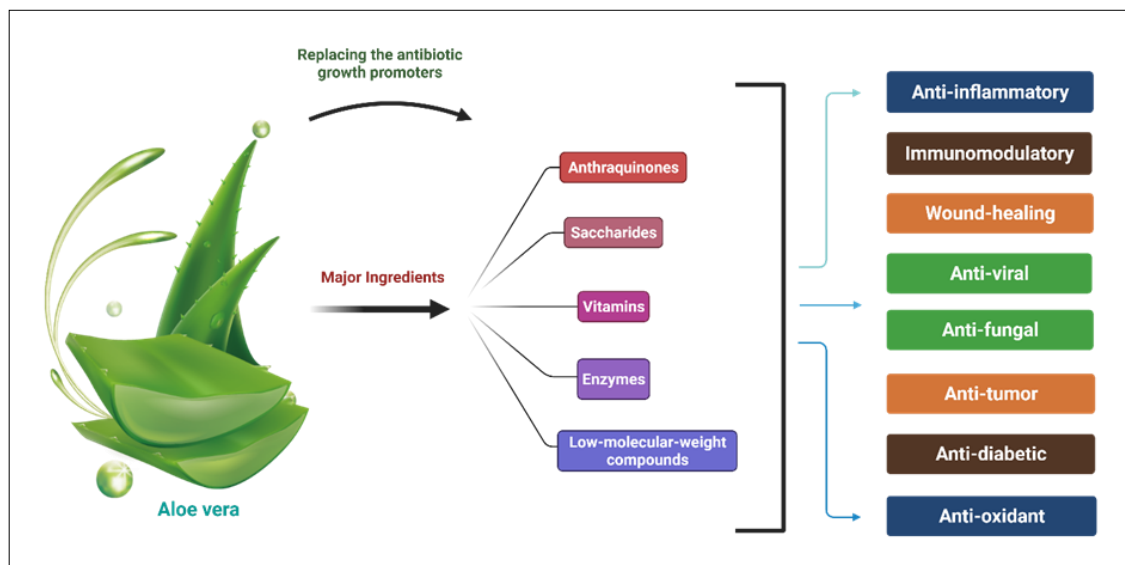 Replacing the antibiotic
growth promoters
Major Ingredients
Aloe vera
Anthraquinones
Saccharides
Vitamins
Enzymes
Low-molecular-weight
compounds
Anti-inflammatory
Immunomodulatory
Wound-healing
Anti-viral
Anti-fungal
Anti-tumor
Anti-diabetic
Anti-oxidant